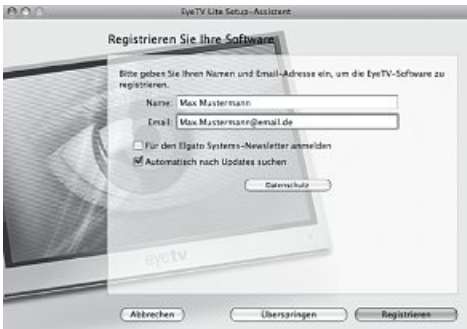 EyeTV Lite Setup-Assistent
Registrieren Sie Ihre Software
Bitte geben Sie Ihren Namen und Email-Adresse ein, um die EyeTV-Software zu
registrieren.
Name: Max Mustermann
Email: Max.Mustermann@email.de
Für den Elgato Systems-Newsletter anmelden
Automatisch nach Updates suchen
Datenschutz
eyetv
Abbrechen
Überspringen
Registrieren